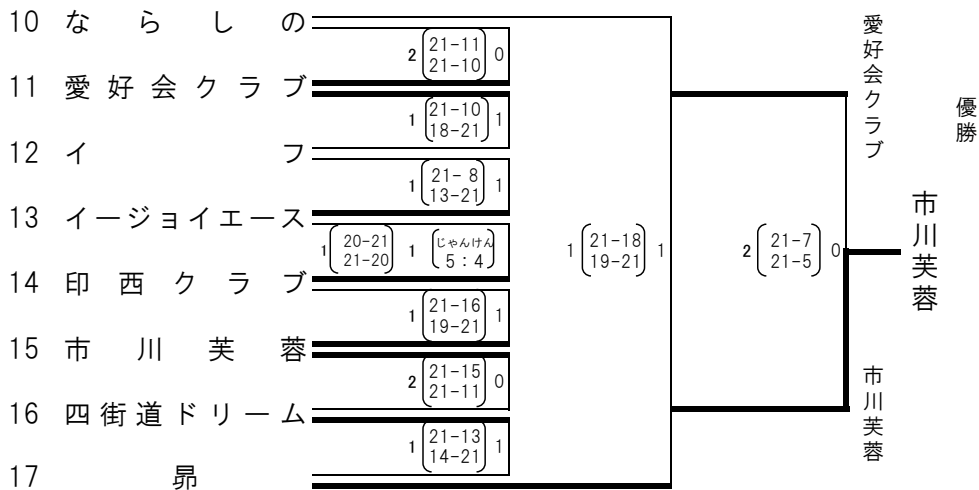 10 ならしの
2 21-11 0
21-10
11 愛好会クラブ
1 21-10 1
18-21
12 イフ
1 21- 8 1
13-21
13 イージョイエース
1 20-21 1 じゃんけん
21-20 5:4
14 印西クラブ
1 21-16 1
19-21
15 市川芙蓉
2 21-15 0
21-11
16 四街道ドリーム
1 21-13 1
14-21
17 昴
1 21-18 1
19-21
2 21-7 0
21-5
愛好会クラブ
市川芙蓉
優勝
市川芙蓉